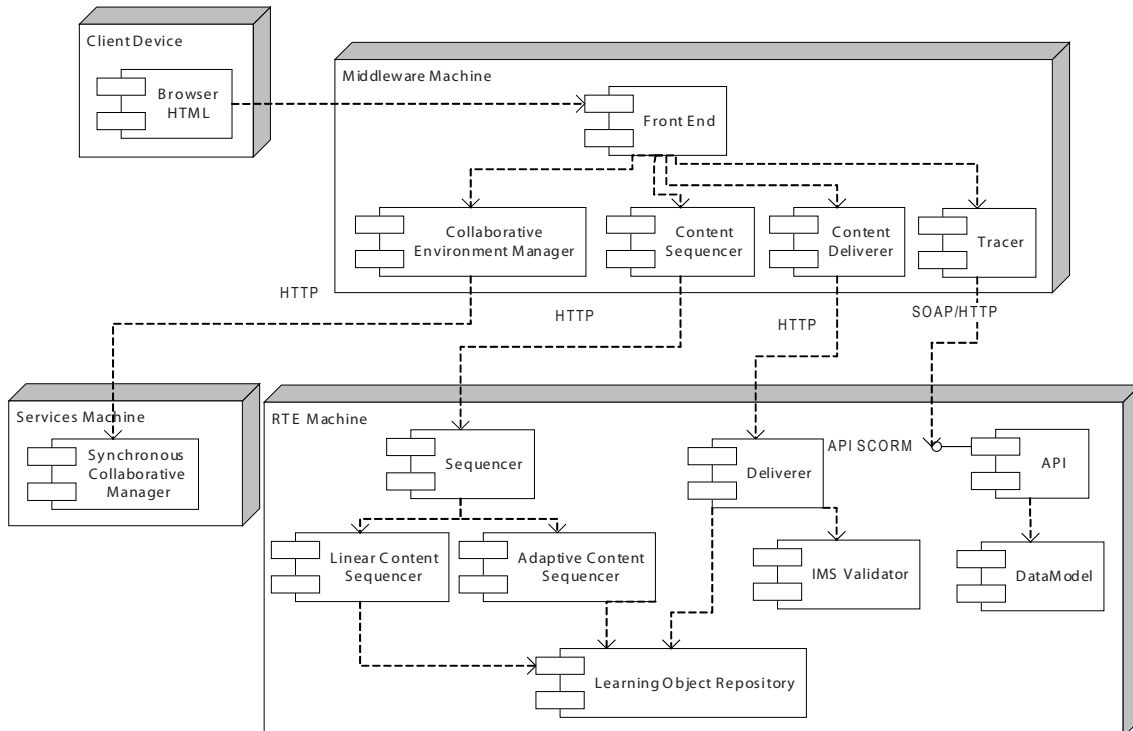 Client Device
Browser
HTML
Middleware Machine
Front End
Collaborative
Environment Manager
Content
Sequencer
Content
Deliverer
Tracer
HTTP
HTTP
HTTP
SOAP/HTTP
Services Machine
Synchronous
Collaborative
Manager
RTE Machine
Sequencer
Deliverer
API SCORM
API
Linear Content
Sequencer
Adaptive Content
Sequencer
IMS Validator
DataModel
Learning Object Repository